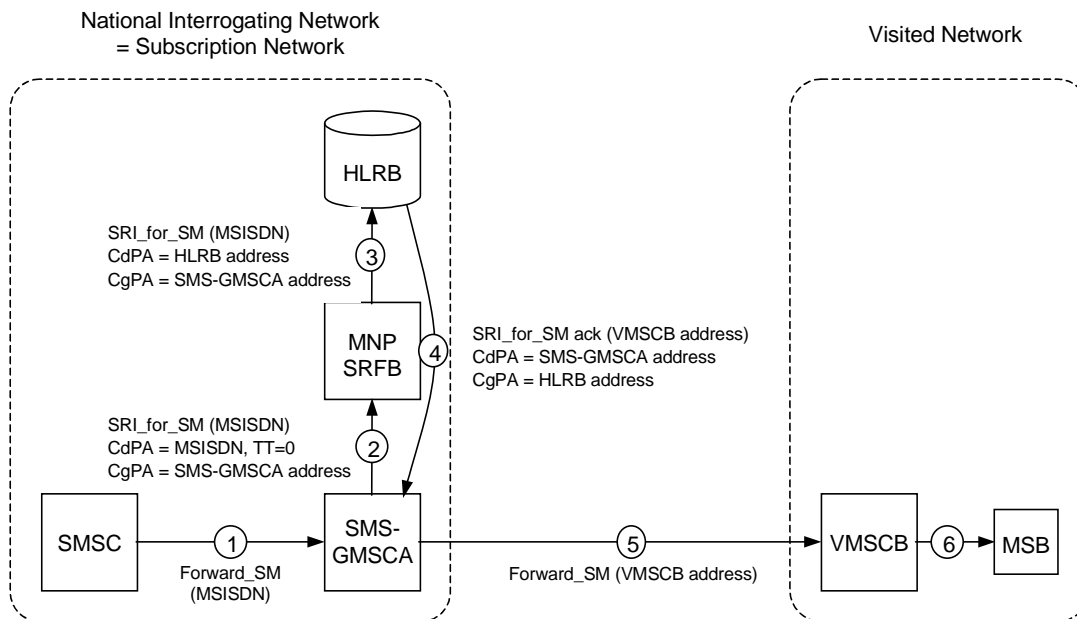 National Interrogating Network
= Subscription Network
Visited Network
HLRB
SRI_for_SM (MSISDN)
CdPA = HLRB address
CgPA = SMS-GMSCA address
3
MNP
SRFB
4
SRI_for_SM ack (VMSCB address)
CdPA = SMS-GMSCA address
CgPA = HLRB address
SRI_for_SM (MSISDN)
CdPA = MSISDN, TT=0
CgPA = SMS-GMSCA address
2
SMSC
1
Forward_SM
(MSISDN)
SMS-
GMSCA
5
Forward_SM (VMSCB address)
VMSCB
6
MSB